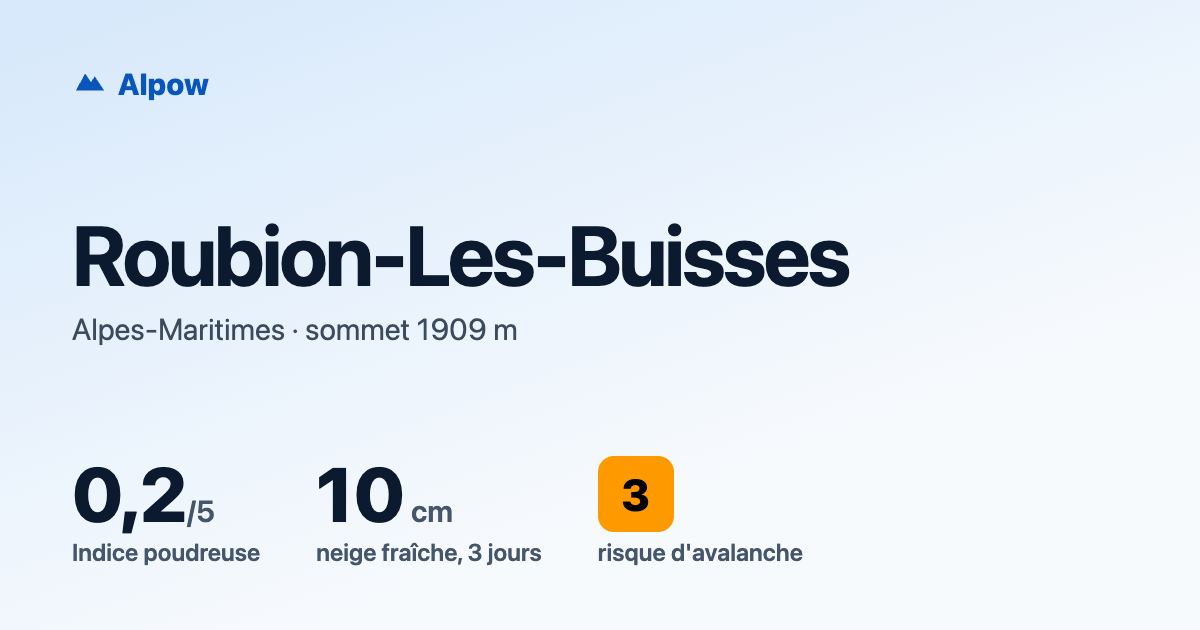 Alpow
Roubion-Les-Buisses
Alpes-Maritimes · sommet 1909 m
0,2/5
Indice poudreuse
10 cm
neige fraîche, 3 jours
3
risque d'avalanche